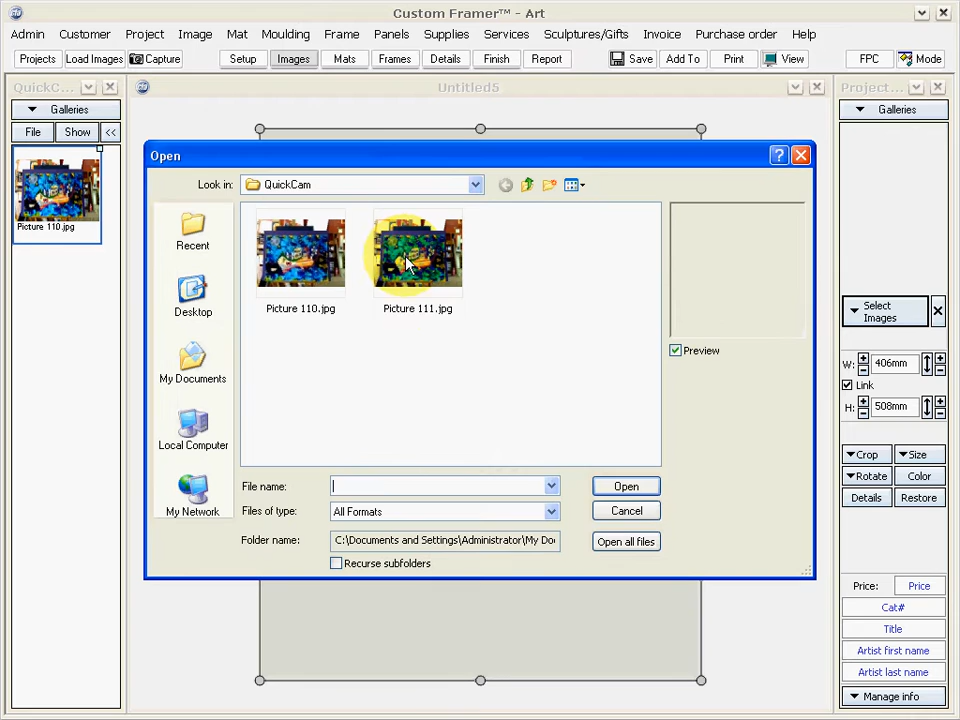 Custom Framer™ - Art
Admin Customer Project Image Mat Moulding Frame Panels Supplies Services Sculptures/Gifts Invoice Purchase order Help
Projects Load Images Capture Setup Images Mats Frames Details Finish Report Save Add To Print View FPC Mode
QuickC...
Untitled5
Project...
Galleries
File Show <<
Picture 110.jpg
Open
Look in: QuickCam
Recent
Desktop
My Documents
Local Computer
My Network
Picture 110.jpg
Picture 111.jpg
Preview
File name:
Open
Files of type: All Formats
Cancel
Folder name: C:\Documents and Settings\Administrator\My Do
Open all files
Recurse subfolders
Galleries
Select
Images
W: 406mm
Link
H: 508mm
Crop Size
Rotate Color
Details Restore
Price: Price
Cat#
Title
Artist first name
Artist last name
Manage info